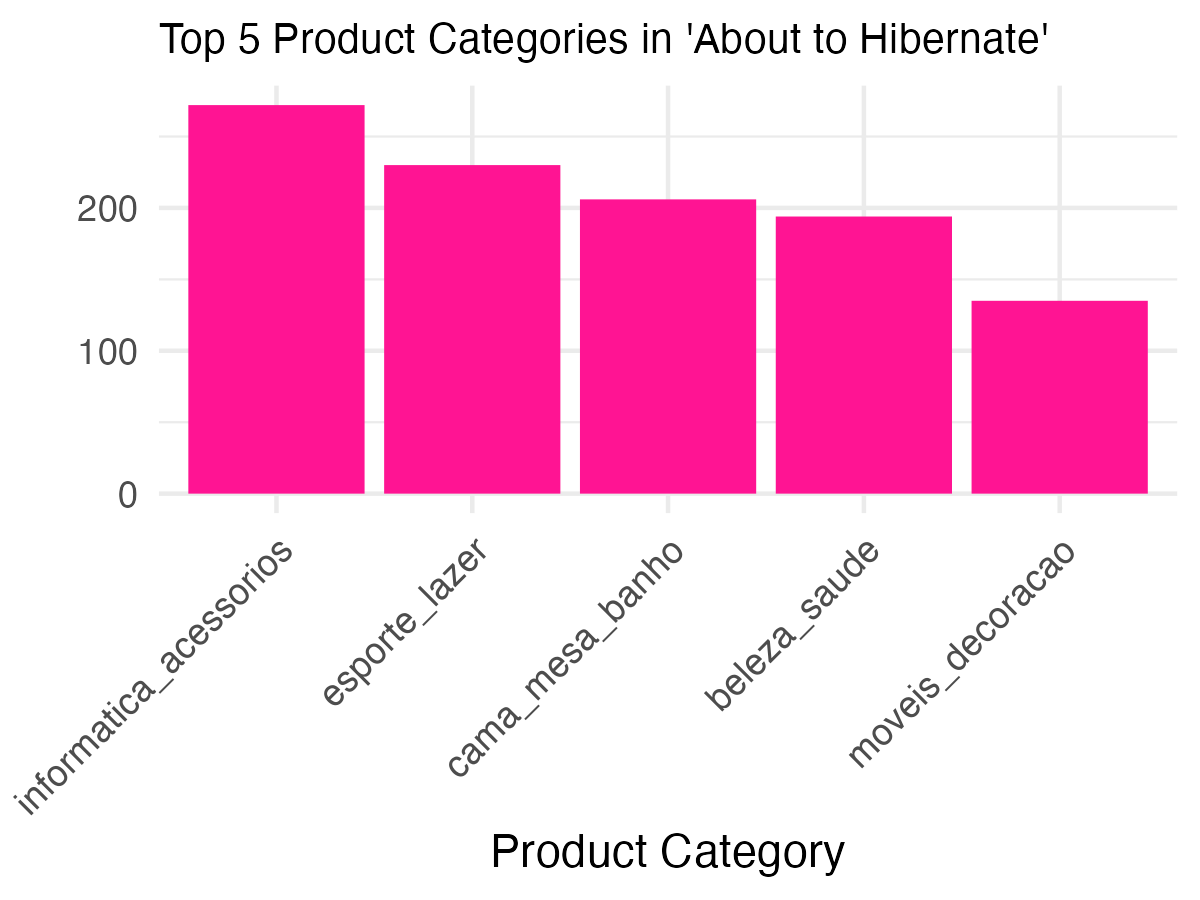 Top 5 Product Categories in 'About to Hibernate'
200
100
0
informatica_acessorios
esporte_lazer
cama_mesa_banho
beleza_saude
moveis_decoracao
Product Category